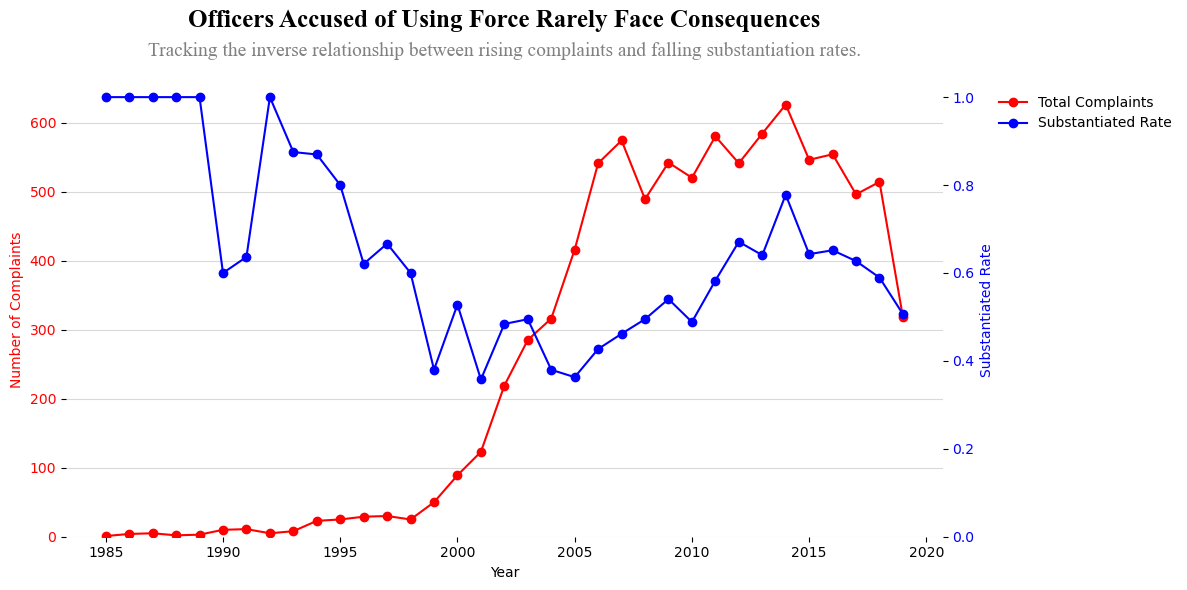 Officers Accused of Using Force Rarely Face Consequences
Tracking the inverse relationship between rising complaints and falling substantiation rates.
Total Complaints
Substantiated Rate
Number of Complaints
600
500
400
300
200
100
0
1.0
0.8
0.6
0.4
0.2
0.0
Substantiated Rate
1985 1990 1995 2000 2005 2010 2015 2020
Year